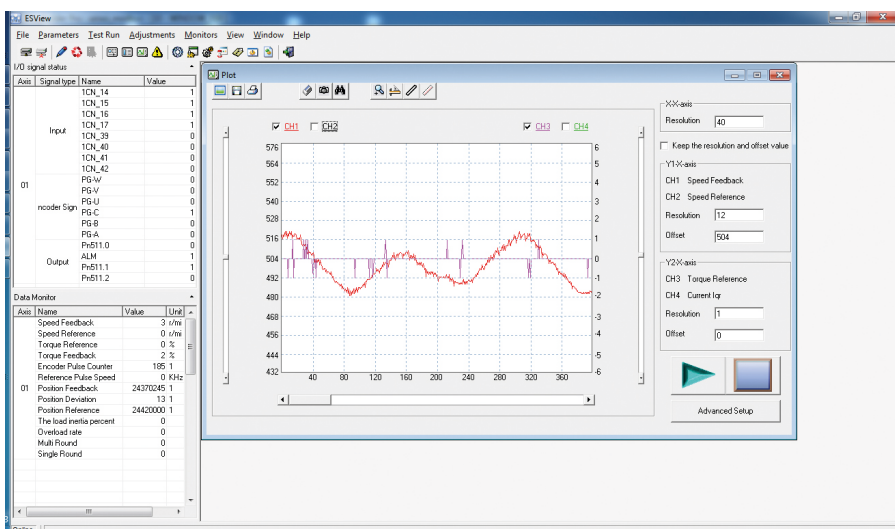 ESView
File Parameters Test Run Adjustments Monitors View Window Help
I/O signal status
Axis Signal type Name Value
1CN_14 1
1CN_15 1
1CN_16 1
Input 1CN_17 1
1CN_39 0
1CN_40 0
1CN_41 0
1CN_42 0
01 PG-W 0
PG-V 0
ncoder Sign PG-U 0
PG-C 1
PG-B 0
PG-A 0
Pn511.0 0
Output ALM 1
Pn511.1 1
Pn511.2 0
Data Monitor
Axis Name Value Unit
Speed Feedback 3 r/mi
Speed Reference 0 r/mi
Torque Reference 0 %
Torque Feedback 2 %
Encoder Pulse Counter 185 1
Reference Pulse Speed 0 KHz
01 Position Feedback 24370245 1
Position Deviation 13 1
Position Reference 24420000 1
The load inertia percent 0
Overload rate 0
Multi Round 0
Single Round 0
Plot
CH1 CH2 CH3 CH4
576 6
564 5
552 4
540 3
528 2
516 1
504 0
492 -1
480 -2
468 -3
456 -4
444 -5
432 -6
40 80 120 160 200 240 280 320 360
X-X-axis
Resolution 40
Keep the resolution and offset value
Y1-X-axis
CH1 Speed Feedback
CH2 Speed Reference
Resolution 12
Offset 504
Y2-X-axis
CH3 Torque Reference
CH4 Current Iqr
Resolution 1
Offset 0
Advanced Setup